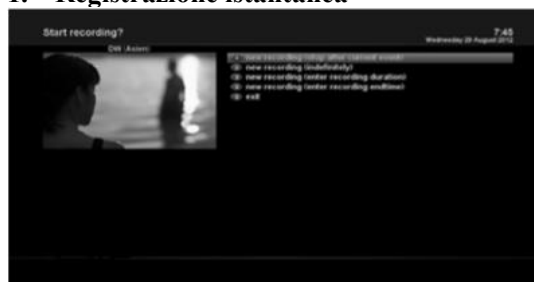 1. Registrazione istantanea
Start recording?
7:45
Wednesday 29 August 2012
DW (Asien)
new recording (stop after current event)
new recording (indefinitely)
new recording (enter recording duration)
new recording (enter recording endtime)
exit